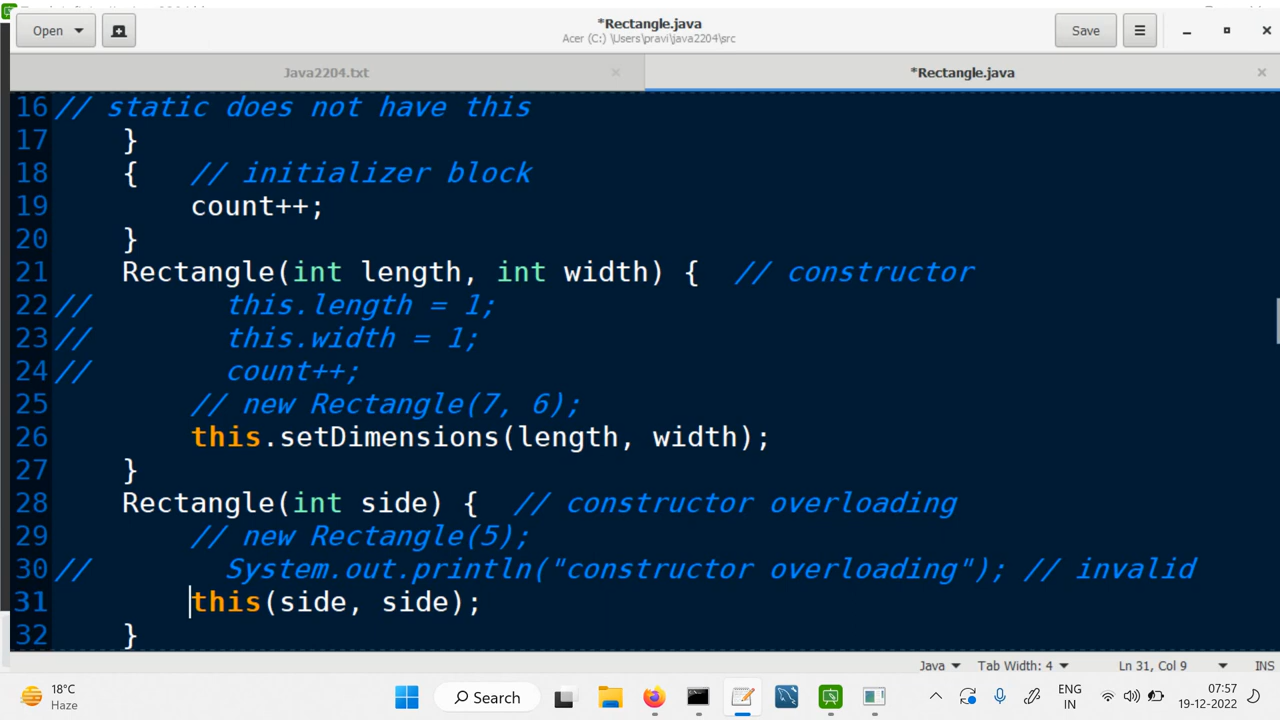 *Rectangle.java
Acer (C:) \Users\pravi\java2204\src
Open
Save
Java2204.txt
*Rectangle.java
16 // static does not have this
17 }
18 { // initializer block
19 count++;
20 }
21 Rectangle(int length, int width) { // constructor
22 // this.length = 1;
23 // this.width = 1;
24 // count++;
25 // new Rectangle(7, 6);
26 this.setDimensions(length, width);
27 }
28 Rectangle(int side) { // constructor overloading
29 // new Rectangle(5);
30 // System.out.println("constructor overloading"); // invalid
31 this(side, side);
32 }
Java Tab Width: 4 Ln 31, Col 9 INS
18°C
Haze
Search
ENG
IN
07:57
19-12-2022